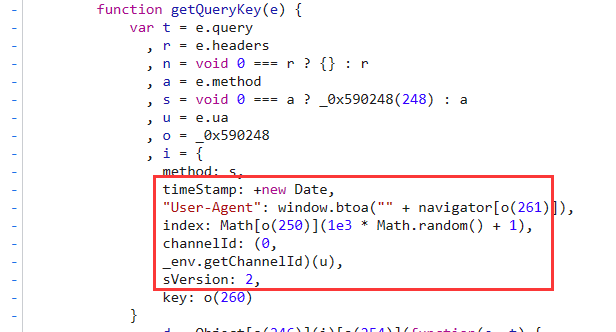 function getQueryKey(e) {
var t = e.query
, r = e.headers
, n = void 0 === r ? {} : r
, a = e.method
, s = void 0 === a ? _0x590248(248) : a
, u = e.ua
, o = _0x590248
, i = {
method: s,
timeStamp: +new Date,
"User-Agent": window.btoa("" + navigator[o(261)]),
index: Math[o(250)](1e3 * Math.random() + 1),
channelId: (0,
_env.getChannelId)(u),
sVersion: 2,
key: o(260)
}